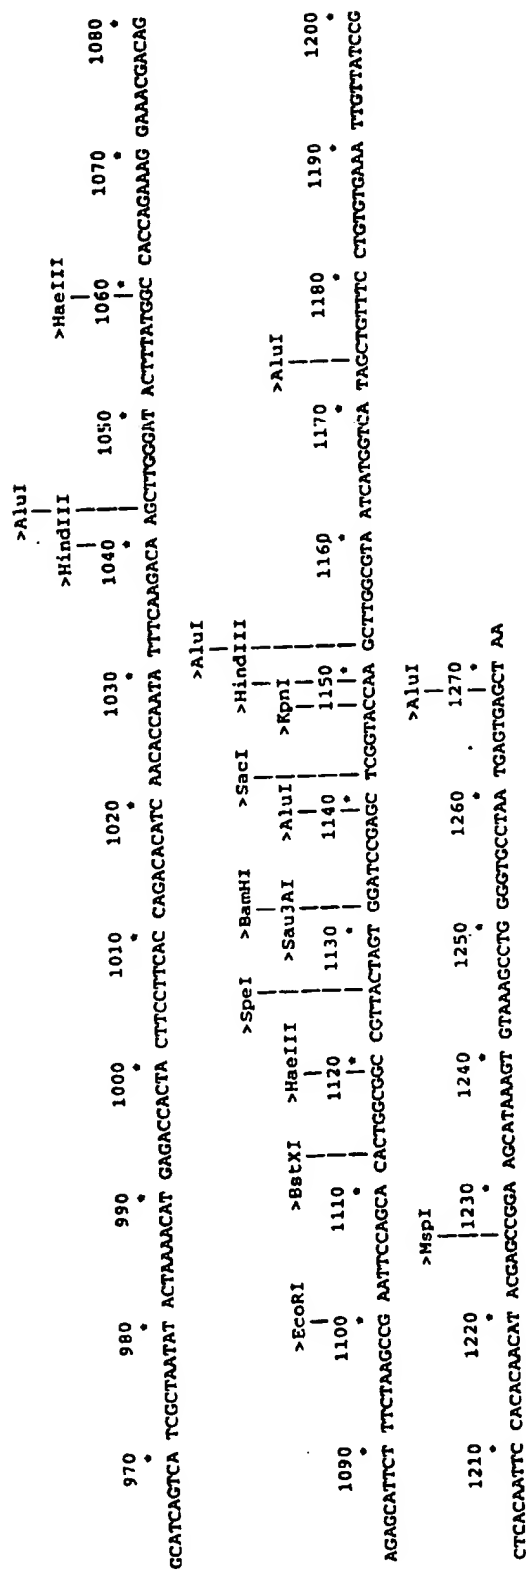 >AluI
>HindIII >HaeIII
970 980 990 1000 1010 1020 1030 1040 1050 1060 1070 1080
* * * * * * * * * * * *
GCATCAGTCA TCGCTAATAT ACTAAAACAT GAGACCACTA CTTCCTTCAC CAGACACATC AACACCAATA TTTCAAGACA AGCTTGGGAT ACTTTATGGC CACCAGAAAG GAAACGACAG
>AluI
>SpeI >BamHI >SacI >HindIII
>EcoRI >BstXI >HaeIII >Sau3AI >AluI >KpnI >AluI
1090 1100 1110 1120 1130 1140 1150 1160 1170 1180 1190 1200
* * * * * * * * * * * *
AGAGCATTCT TTCTAAGCCG AATTCCAGCA CACTGGCGGC CGTTACTAGT GGATCCGAGC TCGGTACCAA GCTTGGCGTA ATCATGGTCA TAGCTGTTTC CTGTGTGAAA TTGTTATCCG
>MspI >AluI
1210 1220 1230 1240 1250 1260 1270
* * * * * * *
CTCACAATTC CACACAACAT ACGAGCCGGA AGCATAAAGT GTAAAGCCTG GGGTGCCTAA TGAGTGAGCT AA